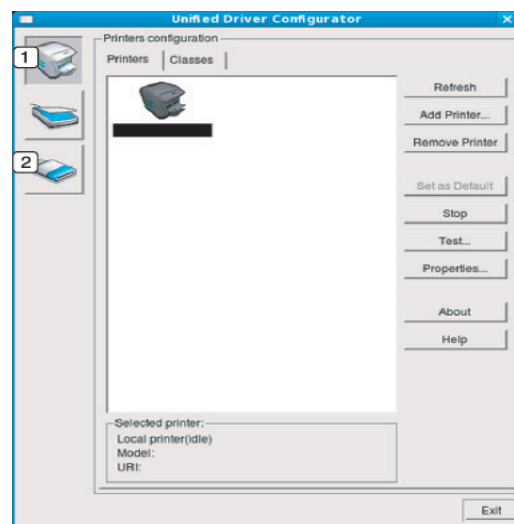 Unified Driver Configurator
Printers configuration
Printers
Classes
1
2
Refresh
Add Printer...
Remove Printer
Set as Default
Stop
Test...
Properties...
About
Help
Selected printer:
Local printer(idle)
Model:
URI:
Exit